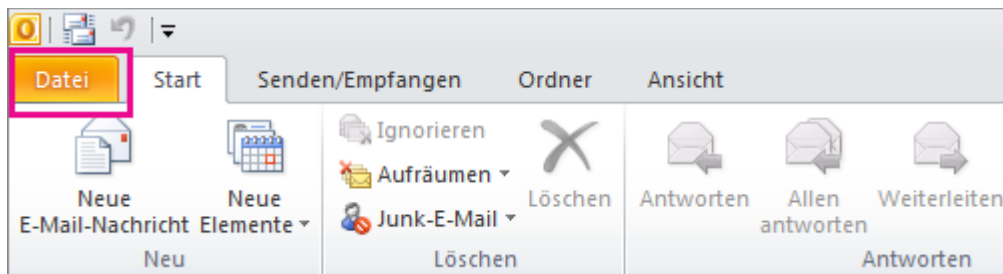 Datei Start Senden/Empfangen Ordner Ansicht
Ignorieren
Aufräumen
Junk-E-Mail
Neue E-Mail-Nachricht
Neue Elemente
Löschen
Antworten
Allen antworten
Weiterleiten
Neu Löschen Antworten